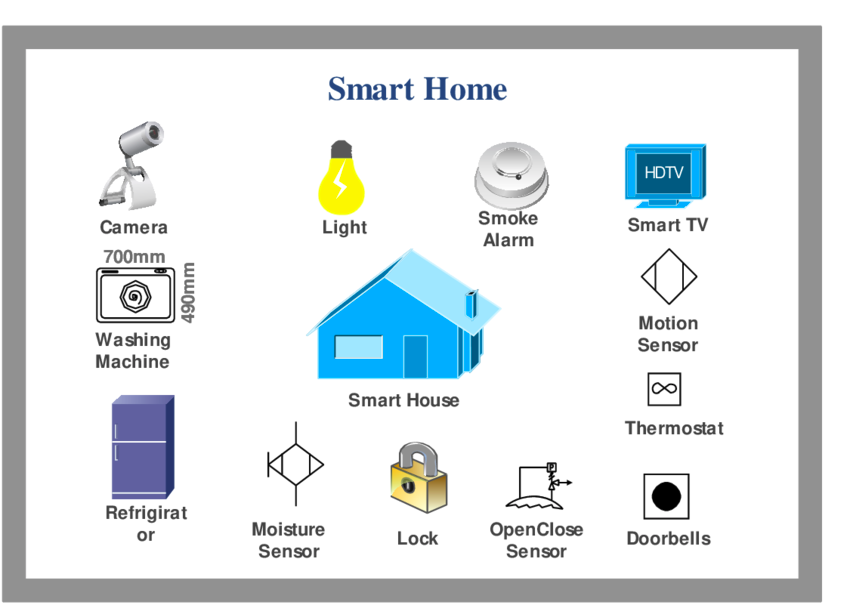 Smart Home
Camera
Light
Smoke
Alarm
HDTV
Smart TV
700mm
490mm
Washing
Machine
Smart House
Motion
Sensor
Thermostat
Refrigirat
or
Moisture
Sensor
Lock
P
OpenClose
Sensor
Doorbells